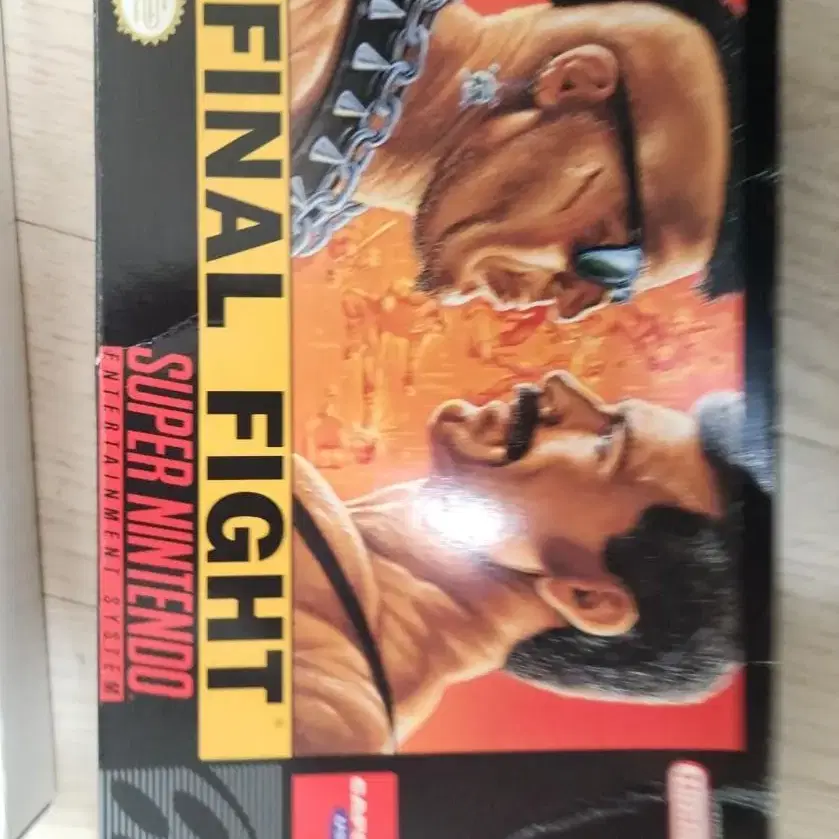 FINAL FIGHT
SUPER NINTENDO
ENTERTAINMENT SYSTEM